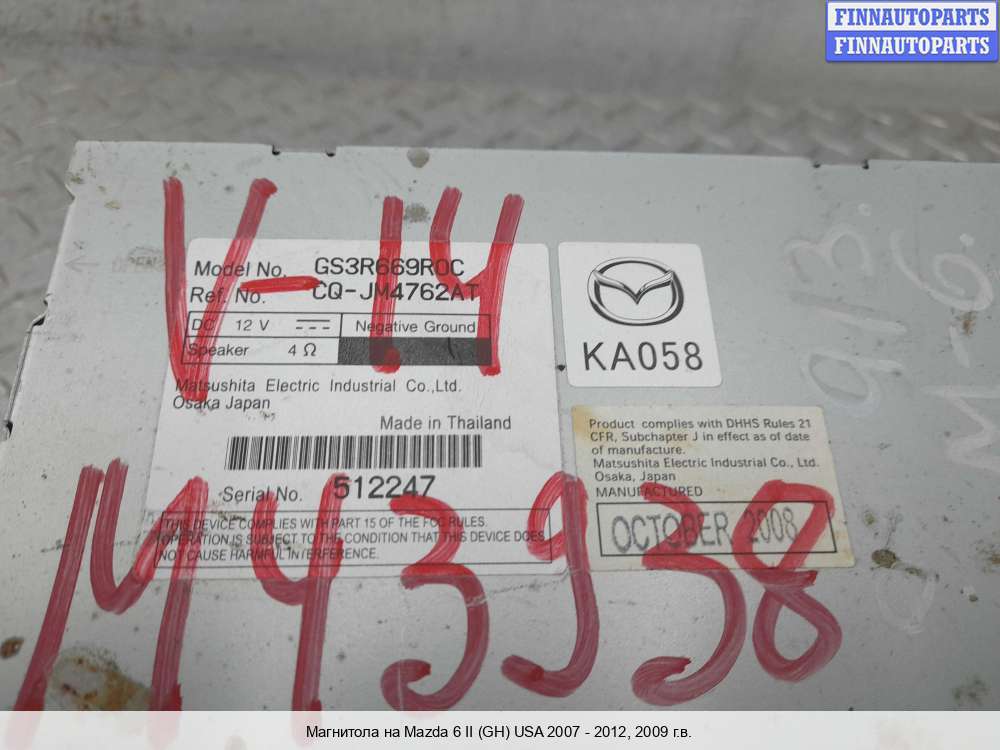 FINNAUTOPARTS
FINNAUTOPARTS
V-14
OPEN
Model No. GS3R669R0C
Ref. No. CQ-JM4762AT
DC 12 V Negative Ground
Speaker 4 Ω
Matsushita Electric Industrial Co.,Ltd.
Osaka Japan
Made in Thailand
Serial No. 512247
THIS DEVICE COMPLIES WITH PART 15 OF THE FCC RULES.
OPERATION IS SUBJECT TO THE CONDITION THAT THIS DEVICE DOES
NOT CAUSE HARMFUL INTERFERENCE.
KA058
Product complies with DHHS Rules 21
CFR, Subchapter J in effect as of date
of manufacture.
Matsushita Electric Industrial Co., Ltd.
Osaka, Japan
MANUFACTURED
OCTOBER 2008
913
M-6
M43938
Магнитола на Mazda 6 II (GH) USA 2007 - 2012, 2009 г.в.